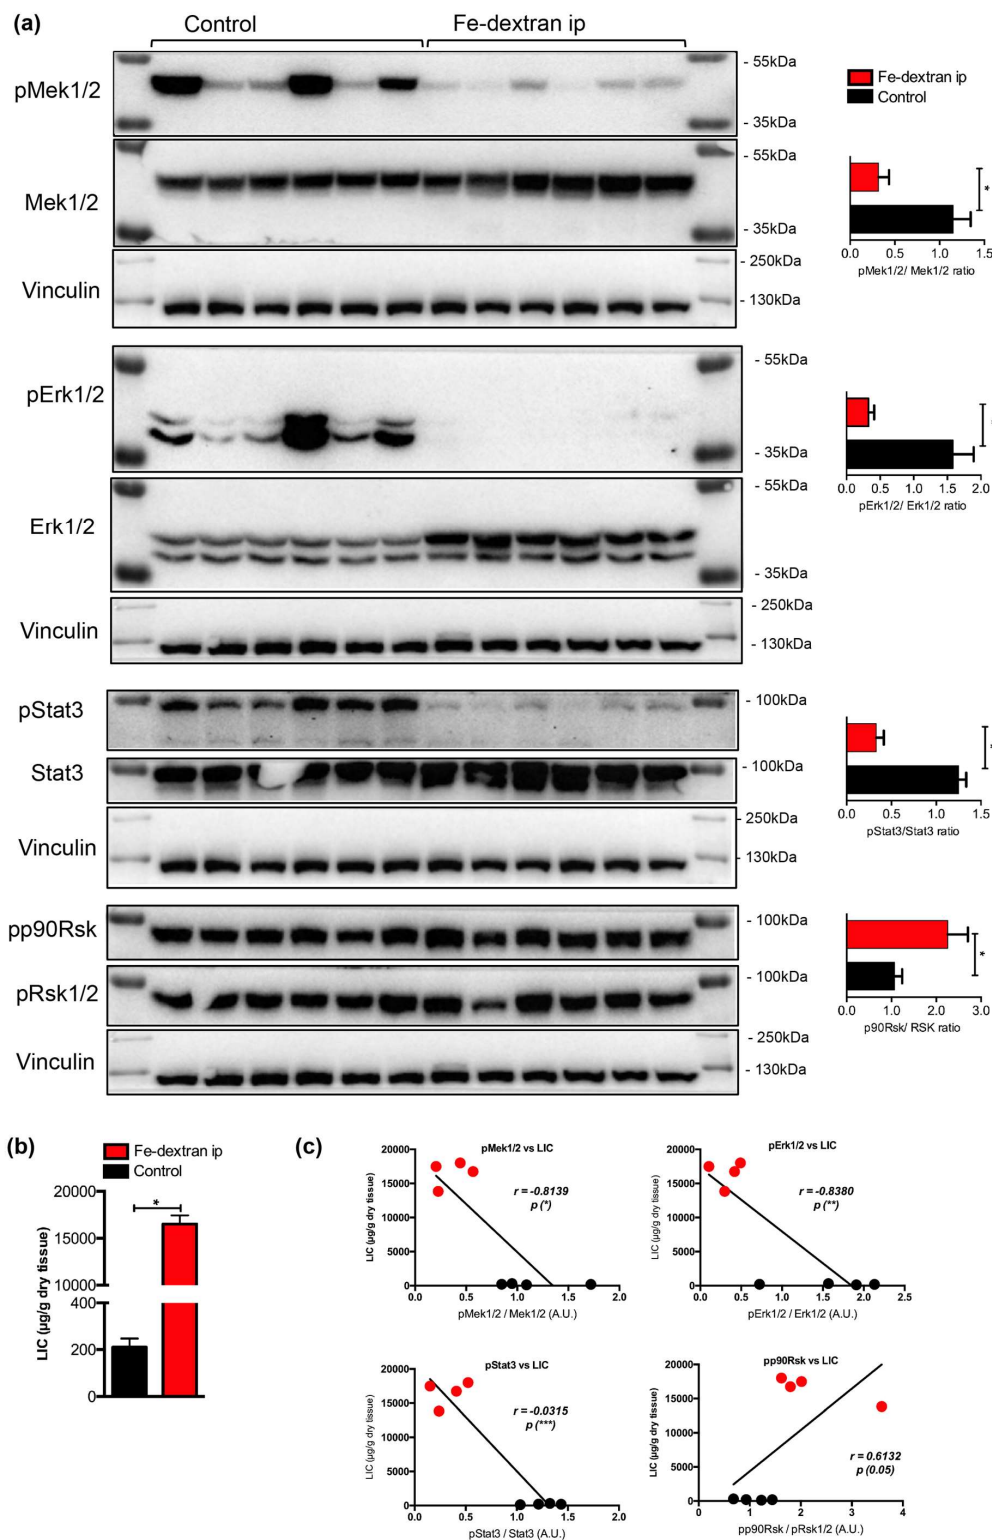 (a)
Control
Fe-dextran ip
pMek1/2
- 55kDa
- 35kDa
Mek1/2
- 55kDa
- 35kDa
Vinculin
- 250kDa
- 130kDa
Fe-dextran ip
Control
*
0.0 0.5 1.0 1.5
pMek1/2/ Mek1/2 ratio
pErk1/2
- 55kDa
- 35kDa
Erk1/2
- 55kDa
- 35kDa
Vinculin
- 250kDa
- 130kDa
0.0 0.5 1.0 1.5 2.0
pErk1/2/ Erk1/2 ratio
pStat3
- 100kDa
Stat3
- 100kDa
Vinculin
- 250kDa
- 130kDa
0.0 0.5 1.0 1.5
pStat3/Stat3 ratio
pp90Rsk
- 100kDa
pRsk1/2
- 100kDa
Vinculin
- 250kDa
- 130kDa
*
0.0 1.0 2.0 3.0
p90Rsk/ RSK ratio
(b)
Fe-dextran ip
Control
LIC (µg/g dry tissue)
20000
15000
10000
400
200
0
*
(c)
pMek1/2 vs LIC
LIC (µg/g dry tissue)
20000
15000
10000
5000
0
r = -0.8139
p (*)
0.0 0.5 1.0 1.5 2.0
pMek1/2 / Mek1/2 (A.U.)
pErk1/2 vs LIC
LIC (µg/g dry tissue)
20000
15000
10000
5000
0
r = -0.8380
p (**)
0.0 0.5 1.0 1.5 2.0 2.5
pErk1/2 / Erk1/2 (A.U.)
pStat3 vs LIC
LIC (µg/g dry tissue)
20000
15000
10000
5000
0
r = -0.0315
p (***)
0.0 0.5 1.0 1.5 2.0
pStat3 / Stat3 (A.U.)
pp90Rsk vs LIC
LIC (µg/g dry tissue)
20000
15000
10000
5000
0
r = 0.6132
p (0.05)
0 1 2 3 4
pp90Rsk / pRsk1/2 (A.U.)